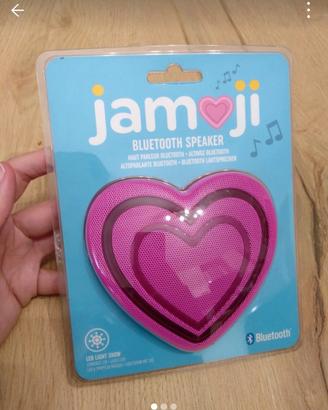 jamoji
BLUETOOTH SPEAKER
HAUT PARLEUR BLUETOOTH • ALTAVOZ BLUETOOTH
ALTOPARLANTE BLUETOOTH • BLUETOOTH LAUTSPRECHER
LED LIGHT SHOW
Bluetooth